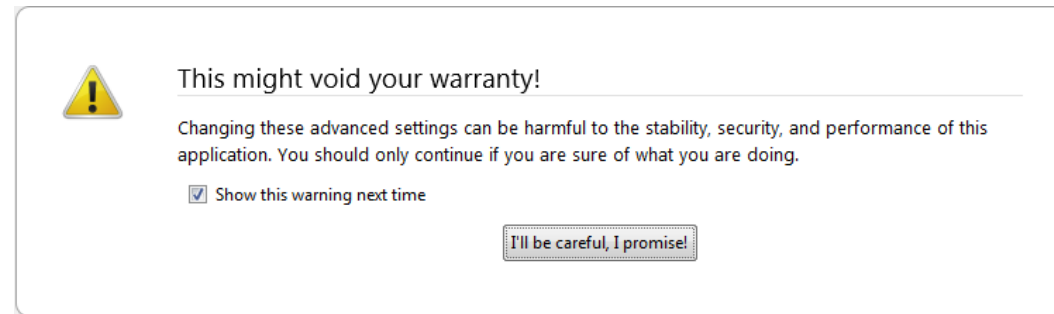 This might void your warranty!
Changing these advanced settings can be harmful to the stability, security, and performance of this
application. You should only continue if you are sure of what you are doing.
Show this warning next time
I'll be careful, I promise!